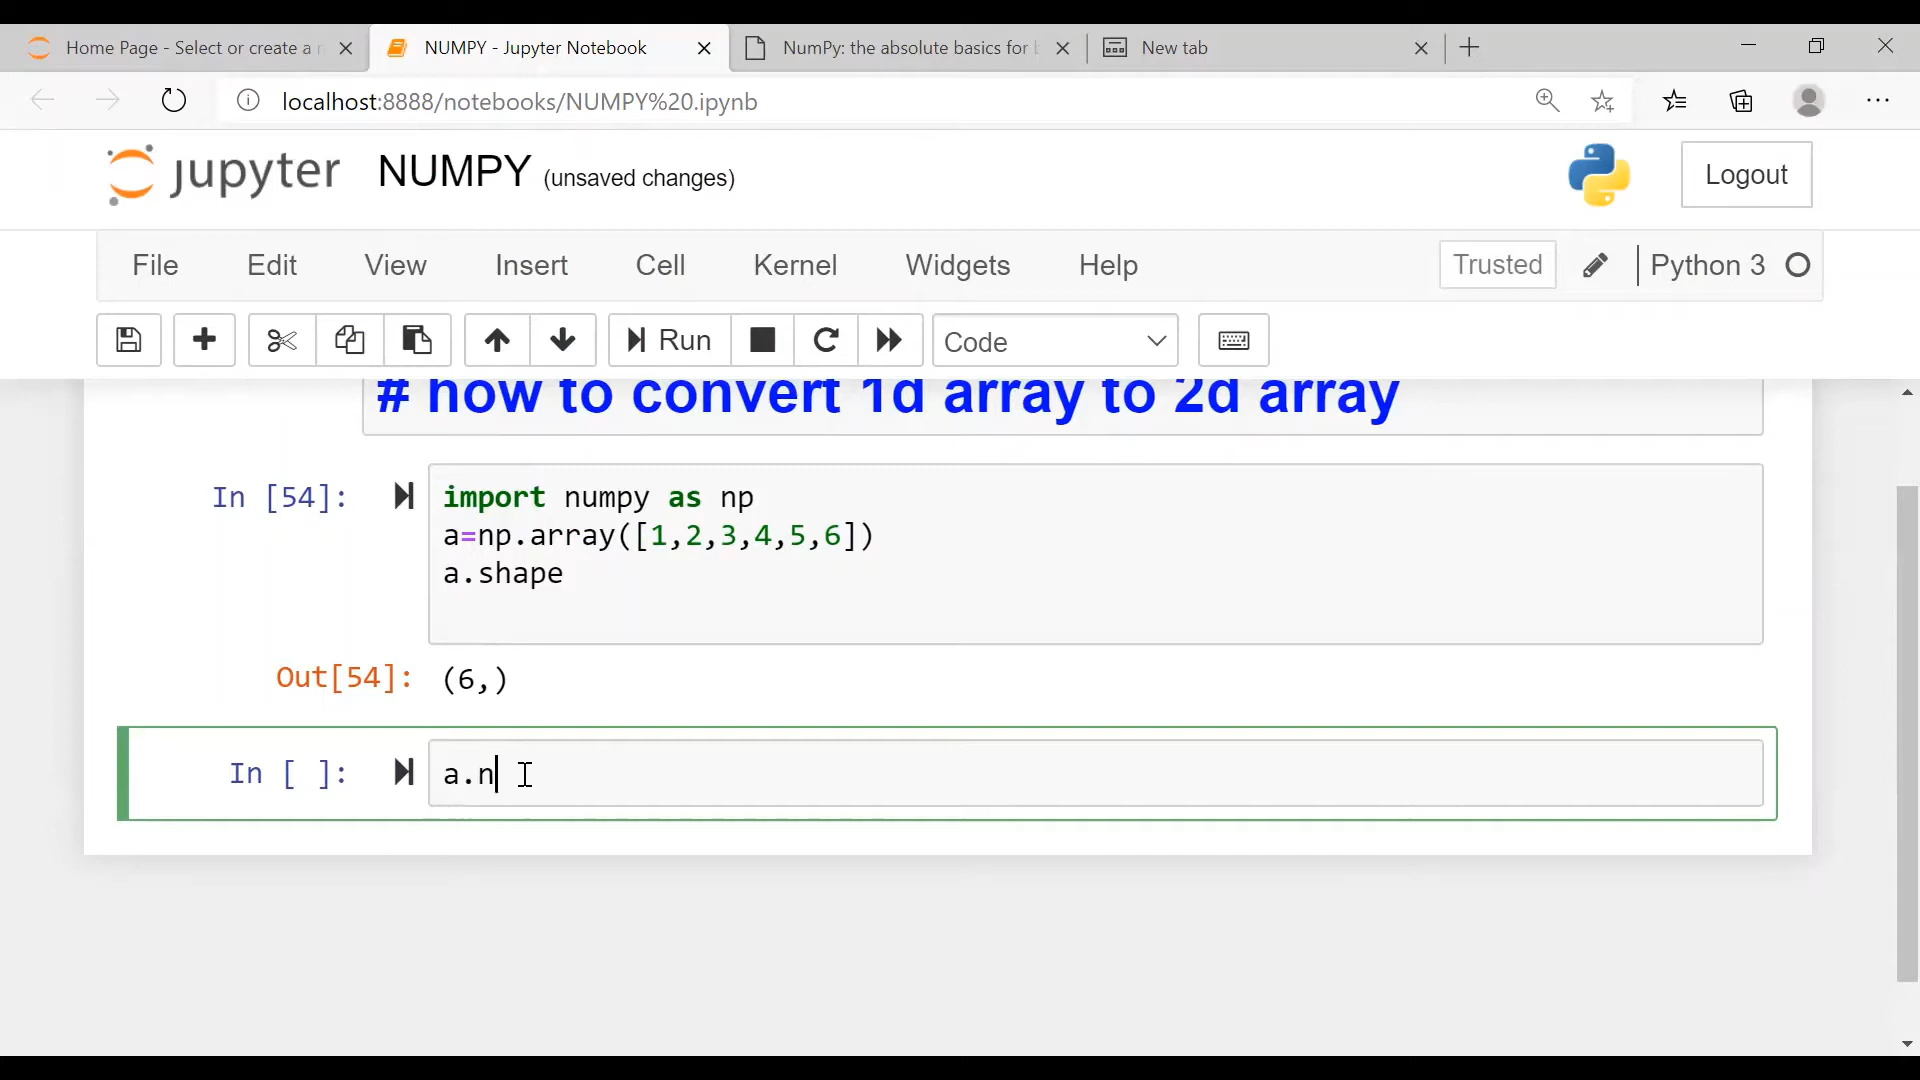 Home Page - Select or create a n
NUMPY - Jupyter Notebook
NumPy: the absolute basics for b
New tab
localhost:8888/notebooks/NUMPY%20.ipynb
jupyter NUMPY (unsaved changes)
Logout
File Edit View Insert Cell Kernel Widgets Help
Trusted
Python 3
Run
Code
# how to convert 1d array to 2d array
In [54]:
import numpy as np
a=np.array([1,2,3,4,5,6])
a.shape
Out[54]: (6,)
In [ ]: a.n